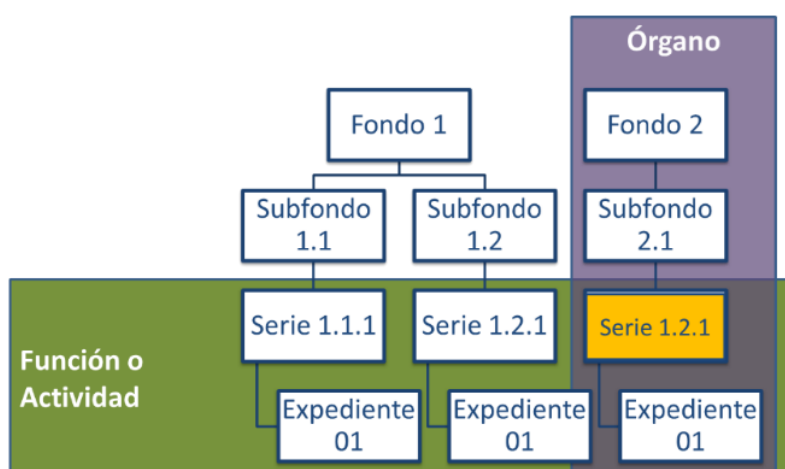 Órgano
Fondo 1
Fondo 2
Subfondo
1.1
Subfondo
1.2
Subfondo
2.1
Función o
Actividad
Serie 1.1.1
Serie 1.2.1
Serie 1.2.1
Expediente
01
Expediente
01
Expediente
01